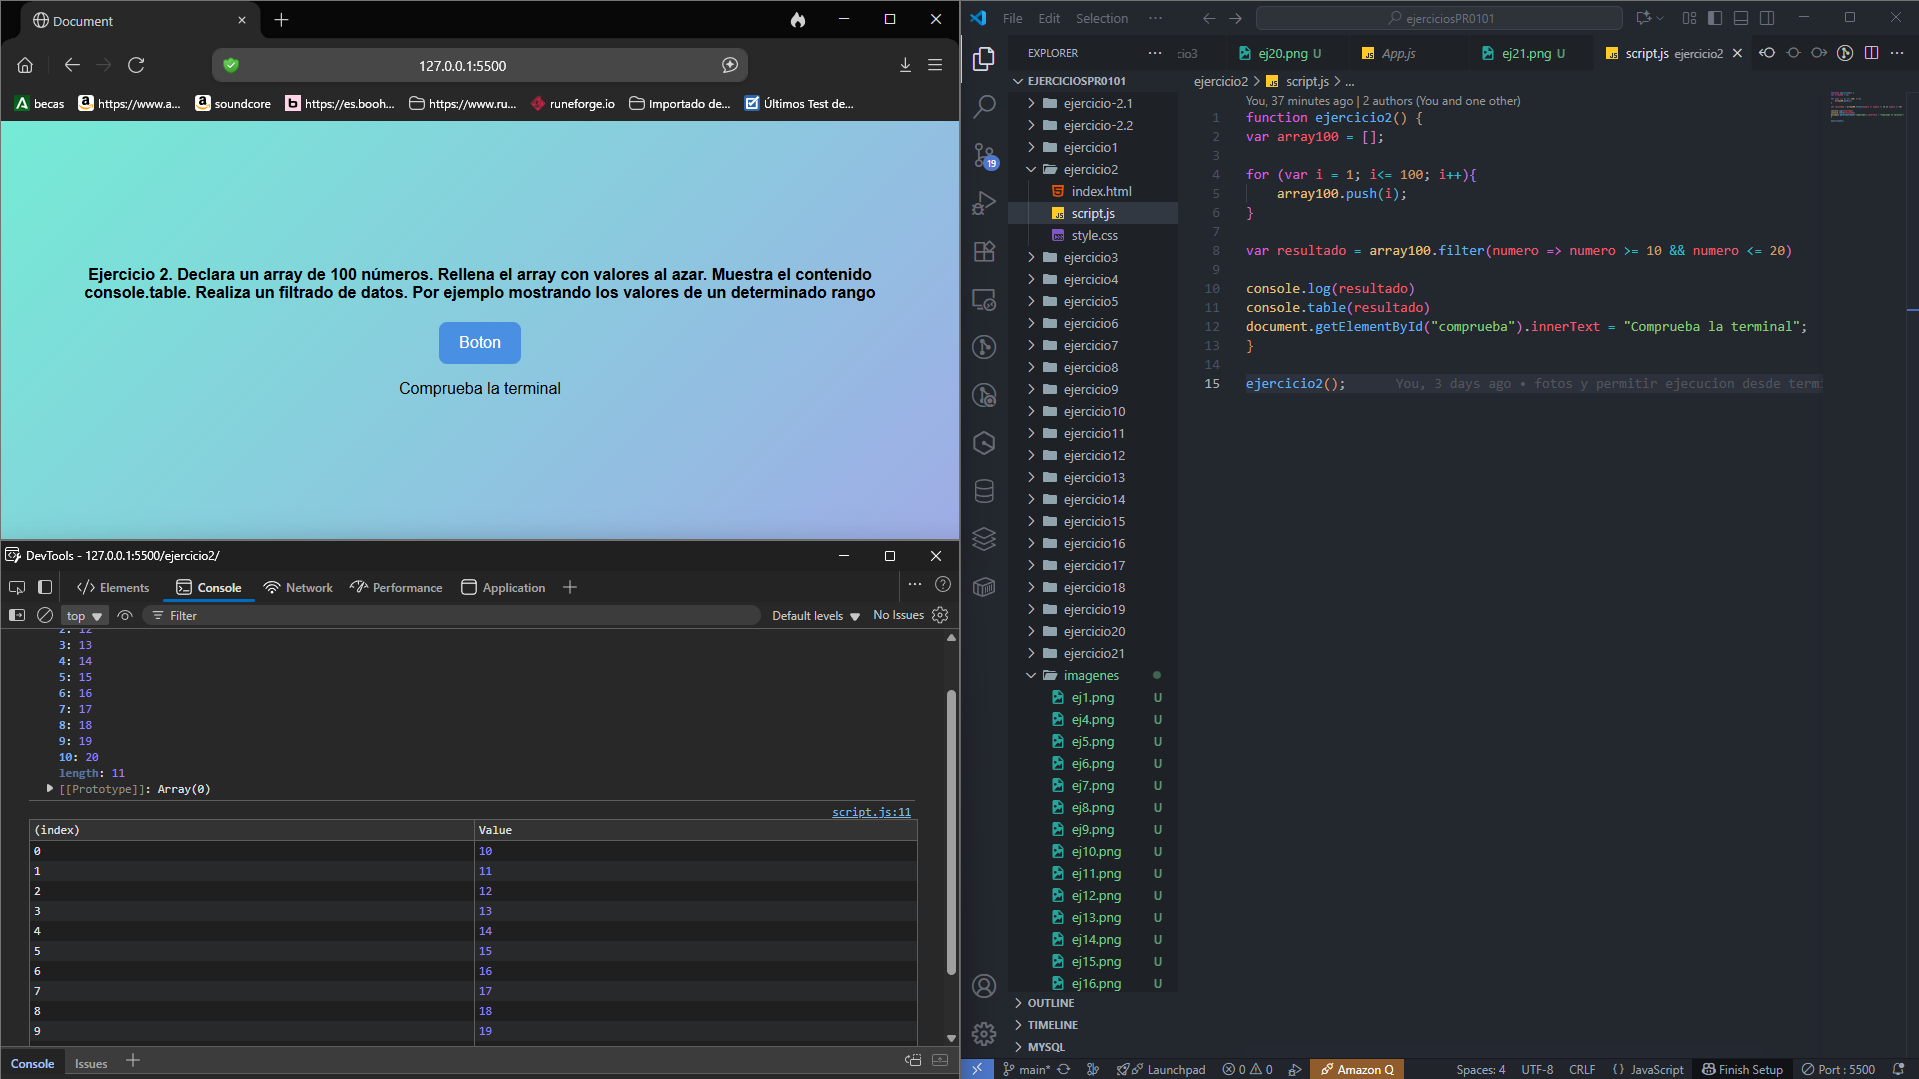 Document
127.0.0.1:5500
becas
https://www.a...
soundcore
https://es.booh...
https://www.ru...
runeforge.io
Importado de...
Últimos Test de...
Ejercicio 2. Declara un array de 100 números. Rellena el array con valores al azar. Muestra el contenido
console.table. Realiza un filtrado de datos. Por ejemplo mostrando los valores de un determinado rango
Boton
Comprueba la terminal
DevTools - 127.0.0.1:5500/ejercicio2/
Elements
Console
Network
Performance
Application
top
Filter
Default levels
No Issues
2: 12
3: 13
4: 14
5: 15
6: 16
7: 17
8: 18
9: 19
10: 20
length: 11
[[Prototype]]: Array(0)
script.js:11
(index) Value
0 10
1 11
2 12
3 13
4 14
5 15
6 16
7 17
8 18
9 19
Console
Issues
File Edit Selection ···
ejerciciosPR0101
EXPLORER
cio3
ej20.png U
App.js
ej21.png U
script.js ejercicio2
EJERCICIOSPR0101
ejercicio-2.1
ejercicio-2.2
ejercicio1
ejercicio2
index.html
script.js
style.css
ejercicio3
ejercicio4
ejercicio5
ejercicio6
ejercicio7
ejercicio8
ejercicio9
ejercicio10
ejercicio11
ejercicio12
ejercicio13
ejercicio14
ejercicio15
ejercicio16
ejercicio17
ejercicio18
ejercicio19
ejercicio20
ejercicio21
imagenes
ej1.png U
ej4.png U
ej5.png U
ej6.png U
ej7.png U
ej8.png U
ej9.png U
ej10.png U
ej11.png U
ej12.png U
ej13.png U
ej14.png U
ej15.png U
ej16.png U
OUTLINE
TIMELINE
MYSQL
19
ejercicio2 > script.js > ...
You, 37 minutes ago | 2 authors (You and one other)
1 function ejercicio2() {
2 var array100 = [];
3
4 for (var i = 1; i<= 100; i++){
5 array100.push(i);
6 }
7
8 var resultado = array100.filter(numero => numero >= 10 && numero <= 20)
9
10 console.log(resultado)
11 console.table(resultado)
12 document.getElementById("comprueba").innerText = "Comprueba la terminal";
13 }
14
15 ejercicio2(); You, 3 days ago • fotos y permitir ejecucion desde term
main*
Launchpad
0 0
Amazon Q
Spaces: 4
UTF-8
CRLF
{ } JavaScript
Finish Setup
Port : 5500